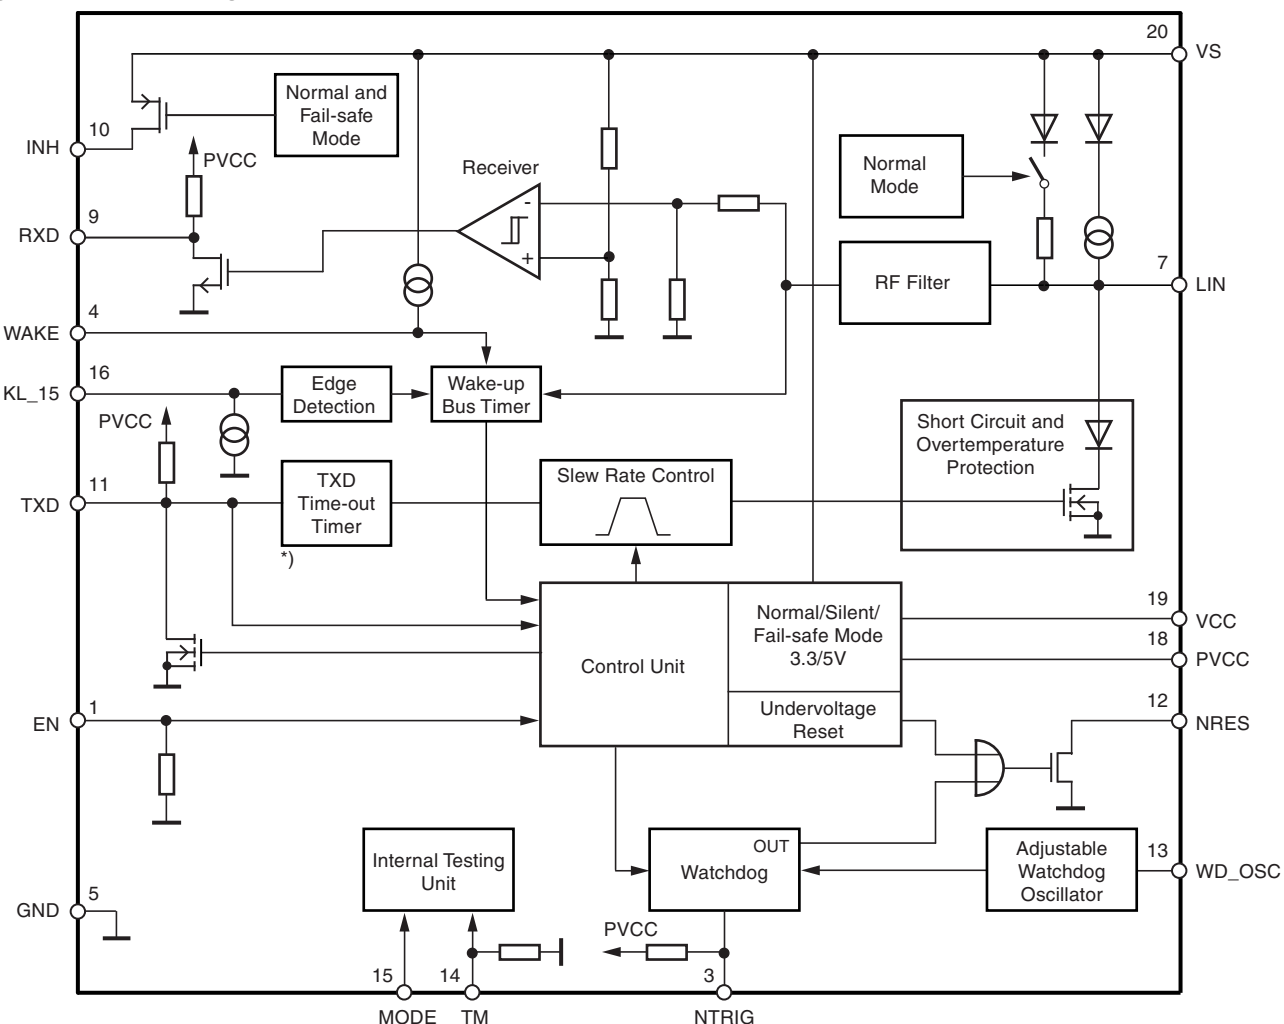 20
VS
Normal and
Fail-safe
Mode
10
INH
PVCC
Receiver
Normal
Mode
9
RXD
-
+
RF Filter
7
LIN
4
WAKE
16
KL_15
Edge
Detection
Wake-up
Bus Timer
PVCC
Short Circuit and
Overtemperature
Protection
11
TXD
TXD
Time-out
Timer
*)
Slew Rate Control
Control Unit
Normal/Silent/
Fail-safe Mode
3.3/5V
19
VCC
18
PVCC
Undervoltage
Reset
12
NRES
1
EN
Internal Testing
Unit
OUT
Watchdog
Adjustable
Watchdog
Oscillator
13
WD_OSC
5
GND
PVCC
15
14
3
MODE
TM
NTRIG